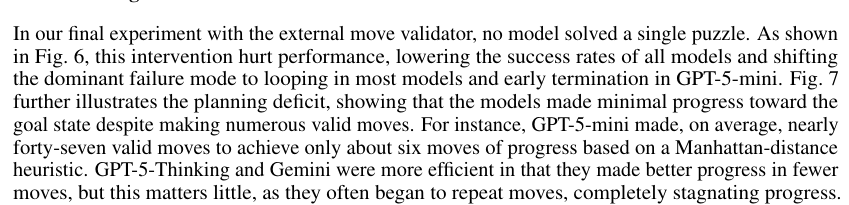 In our final experiment with the external move validator, no model solved a single puzzle. As shown
in Fig. 6, this intervention hurt performance, lowering the success rates of all models and shifting
the dominant failure mode to looping in most models and early termination in GPT-5-mini. Fig. 7
further illustrates the planning deficit, showing that the models made minimal progress toward the
goal state despite making numerous valid moves. For instance, GPT-5-mini made, on average, nearly
forty-seven valid moves to achieve only about six moves of progress based on a Manhattan-distance
heuristic. GPT-5-Thinking and Gemini were more efficient in that they made better progress in fewer
moves, but this matters little, as they often began to repeat moves, completely stagnating progress.